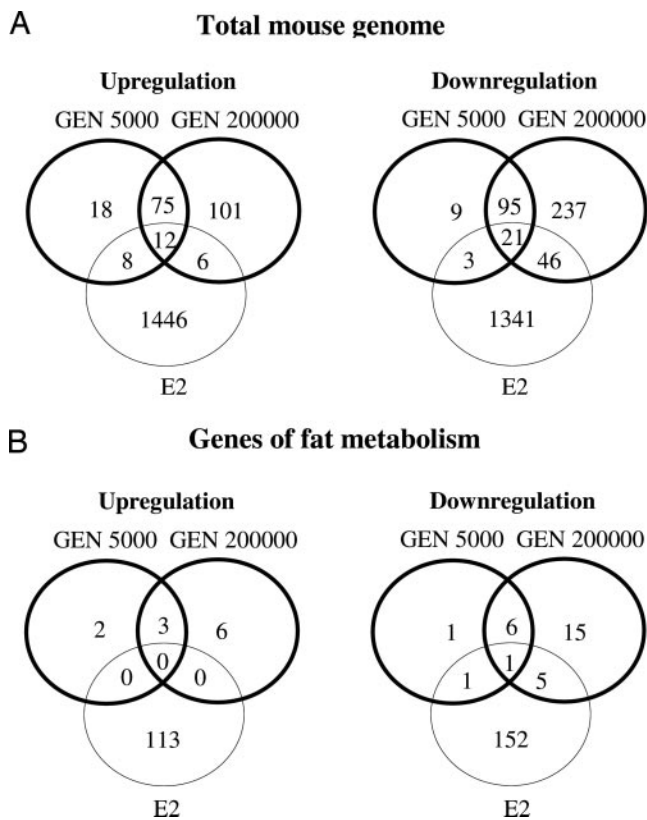 A Total mouse genome
Upregulation Downregulation
GEN 5000 GEN 200000 GEN 5000 GEN 200000
18 75 101 9 95 237
12 21
8 6 3 46
1446 1341
E2 E2
B Genes of fat metabolism
Upregulation Downregulation
GEN 5000 GEN 200000 GEN 5000 GEN 200000
2 3 6 1 6 15
0 1
0 0 1 5
113 152
E2 E2